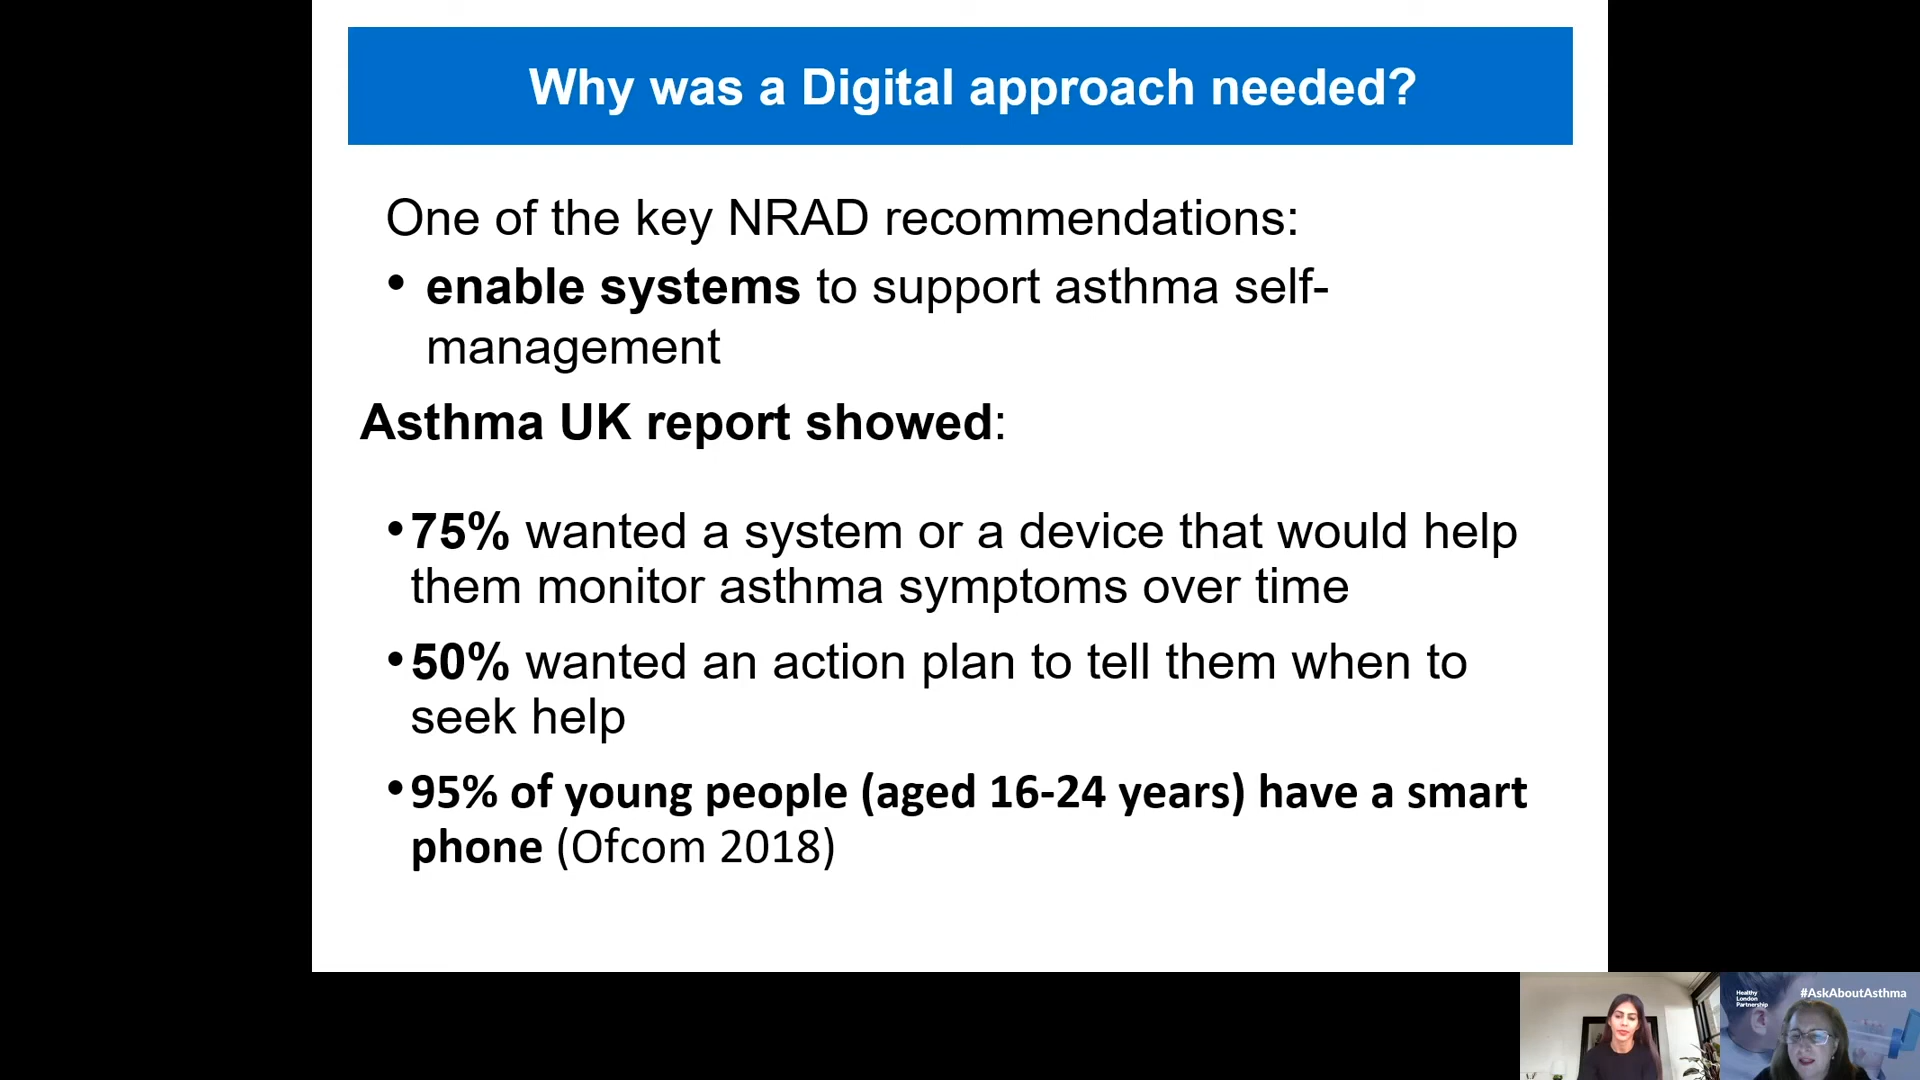 Why was a Digital approach needed?
One of the key NRAD recommendations:
• enable systems to support asthma self-
management
Asthma UK report showed:
•75% wanted a system or a device that would help
them monitor asthma symptoms over time
•50% wanted an action plan to tell them when to
seek help
•95% of young people (aged 16-24 years) have a smart
phone (Ofcom 2018)
Healthy
London
Partnership
#AskAboutAsthma